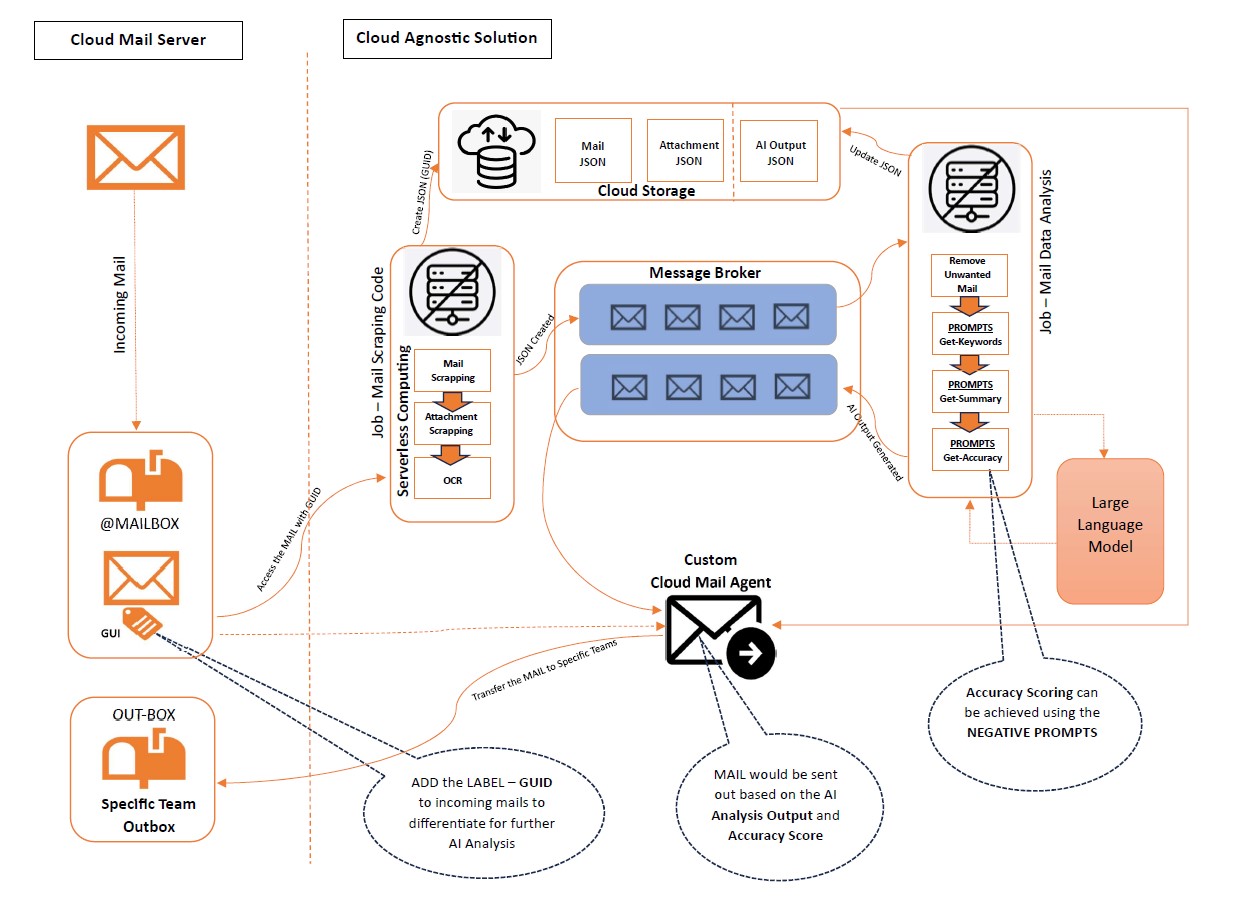 Cloud Mail Server
Cloud Agnostic Solution
Incoming Mail
@MAILBOX
GUI
OUT-BOX
Specific Team
Outbox
Access the MAIL with GUID
Job – Mail Scraping Code
Serverless Computing
Mail
Scrapping
Attachment
Scrapping
OCR
Create JSON (GUID)
Mail
JSON
Attachment
JSON
AI Output
JSON
Cloud Storage
JSON Created
Message Broker
Update JSON
Job – Mail Data Analysis
Remove
Unwanted
Mail
PROMPTS
Get-Keywords
PROMPTS
Get-Summary
PROMPTS
Get-Accuracy
AI Output Generated
Large
Language
Model
Custom
Cloud Mail Agent
Transfer the MAIL to Specific Teams
ADD the LABEL – GUID
to incoming mails to
differentiate for further
AI Analysis
MAIL would be sent
out based on the AI
Analysis Output and
Accuracy Score
Accuracy Scoring can
be achieved using the
NEGATIVE PROMPTS